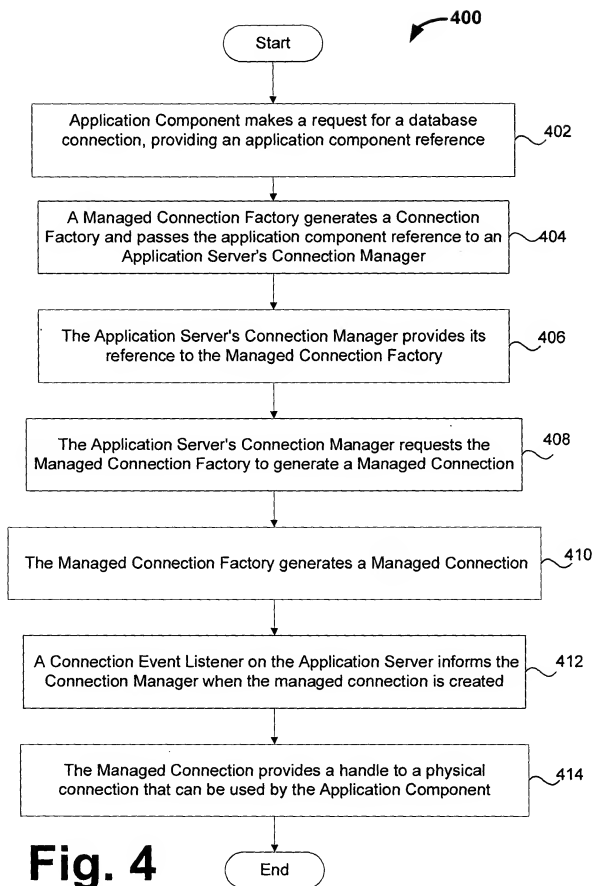 400
Start
Application Component makes a request for a database
connection, providing an application component reference
402
A Managed Connection Factory generates a Connection
Factory and passes the application component reference to an
Application Server's Connection Manager
404
The Application Server's Connection Manager provides its
reference to the Managed Connection Factory
406
The Application Server's Connection Manager requests the
Managed Connection Factory to generate a Managed Connection
408
The Managed Connection Factory generates a Managed Connection
410
A Connection Event Listener on the Application Server informs the
Connection Manager when the managed connection is created
412
The Managed Connection provides a handle to a physical
connection that can be used by the Application Component
414
Fig. 4
End